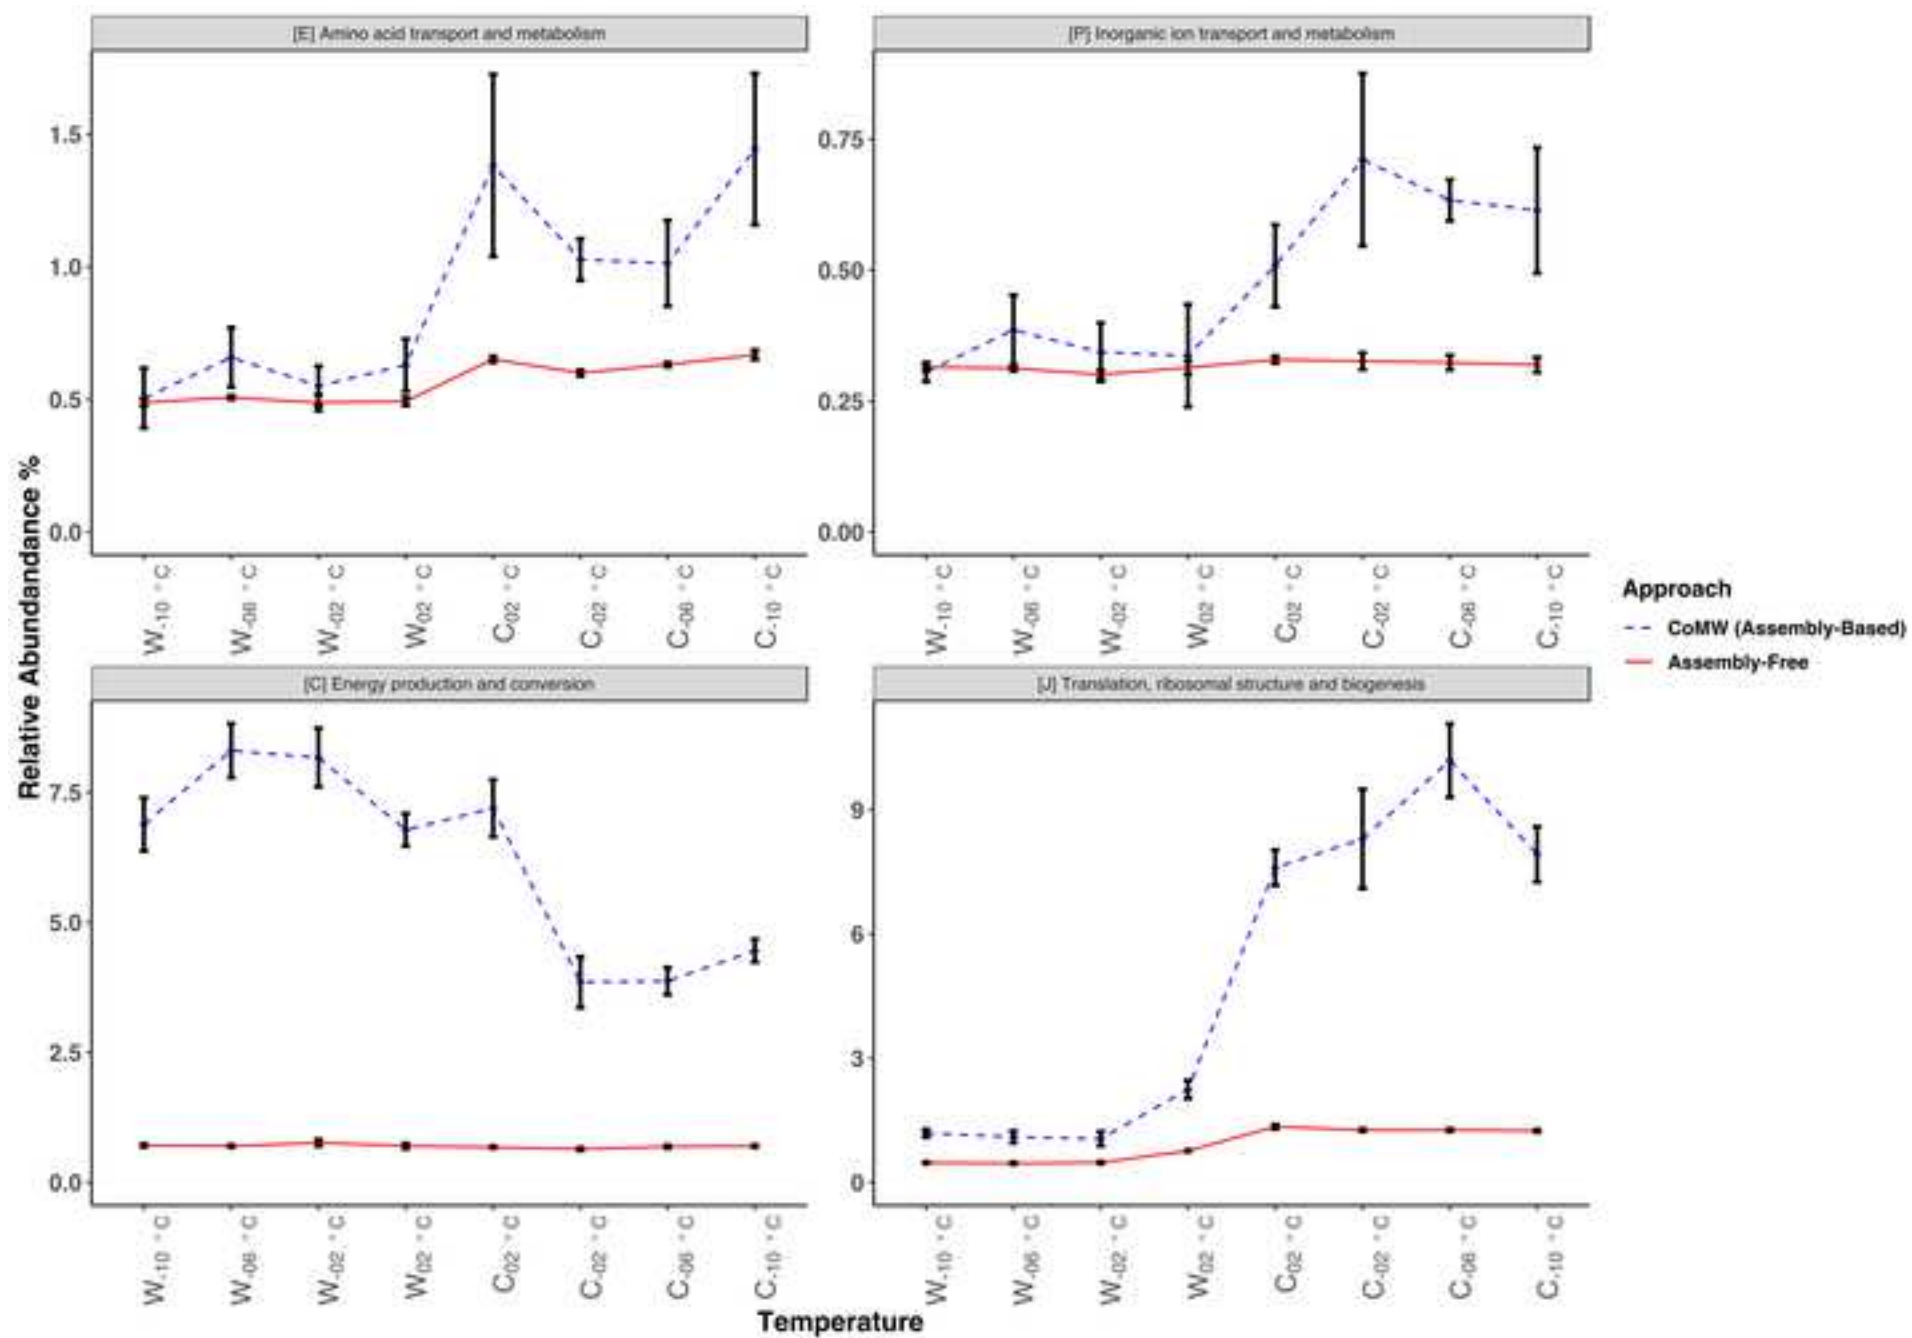 [E] Amino acid transport and metabolism
[P] Inorganic ion transport and metabolism
1.5
1.0
0.5
0.0
0.75
0.50
0.25
0.00
W-10 °C
W-06 °C
W-02 °C
W02 °C
C02 °C
C-02 °C
C-06 °C
C-10 °C
W-10 °C
W-06 °C
W-02 °C
W02 °C
C02 °C
C-02 °C
C-06 °C
C-10 °C
Relative Abundandance %
Approach
CoMW (Assembly-Based)
Assembly-Free
[C] Energy production and conversion
[J] Translation, ribosomal structure and biogenesis
7.5
5.0
2.5
0.0
9
6
3
0
W-10 °C
W-06 °C
W-02 °C
W02 °C
C02 °C
C-02 °C
C-06 °C
C-10 °C
W-10 °C
W-06 °C
W-02 °C
W02 °C
C02 °C
C-02 °C
C-06 °C
C-10 °C
Temperature